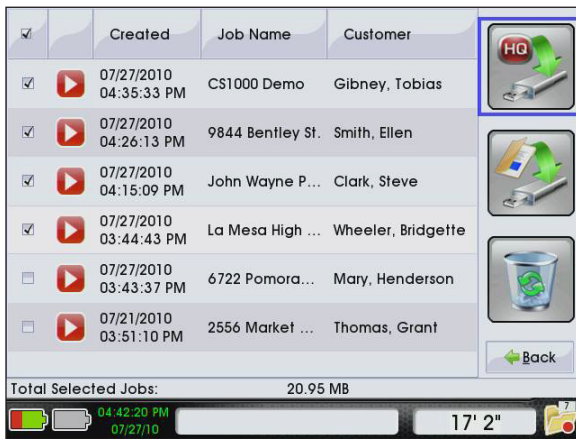 Created Job Name Customer
07/27/2010
04:35:33 PM
CS1000 Demo Gibney, Tobias
07/27/2010
04:26:13 PM
9844 Bentley St. Smith, Ellen
07/27/2010
04:15:09 PM
John Wayne P... Clark, Steve
07/27/2010
03:44:43 PM
La Mesa High ... Wheeler, Bridgette
07/27/2010
03:43:37 PM
6722 Pomora... Mary, Henderson
07/21/2010
03:51:10 PM
2556 Market ... Thomas, Grant
HQ
Back
Total Selected Jobs: 20.95 MB
04:42:20 PM
07/27/10
17' 2"
7